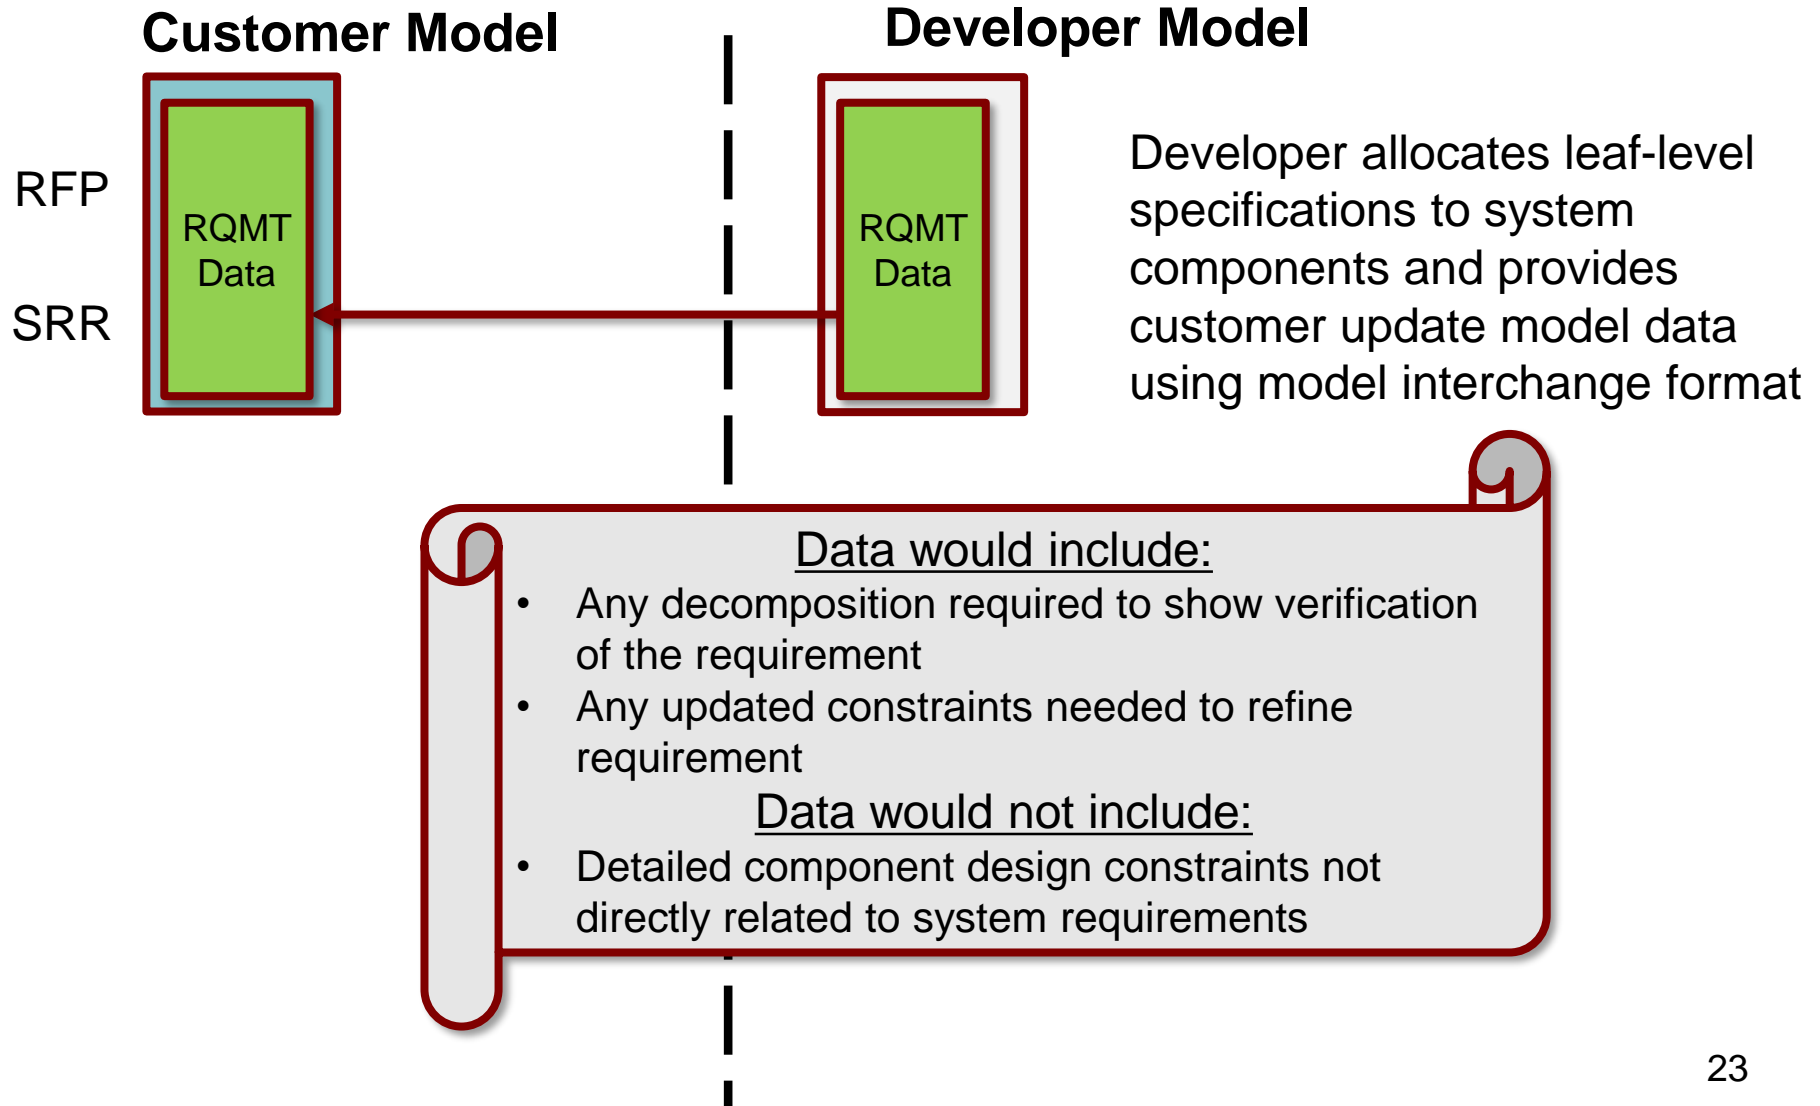 Customer Model
Developer Model
RFP
SRR
RQMT
Data
RQMT
Data
Developer allocates leaf-level
specifications to system
components and provides
customer update model data
using model interchange format
Data would include:
• Any decomposition required to show verification
of the requirement
• Any updated constraints needed to refine
requirement
Data would not include:
• Detailed component design constraints not
directly related to system requirements
23